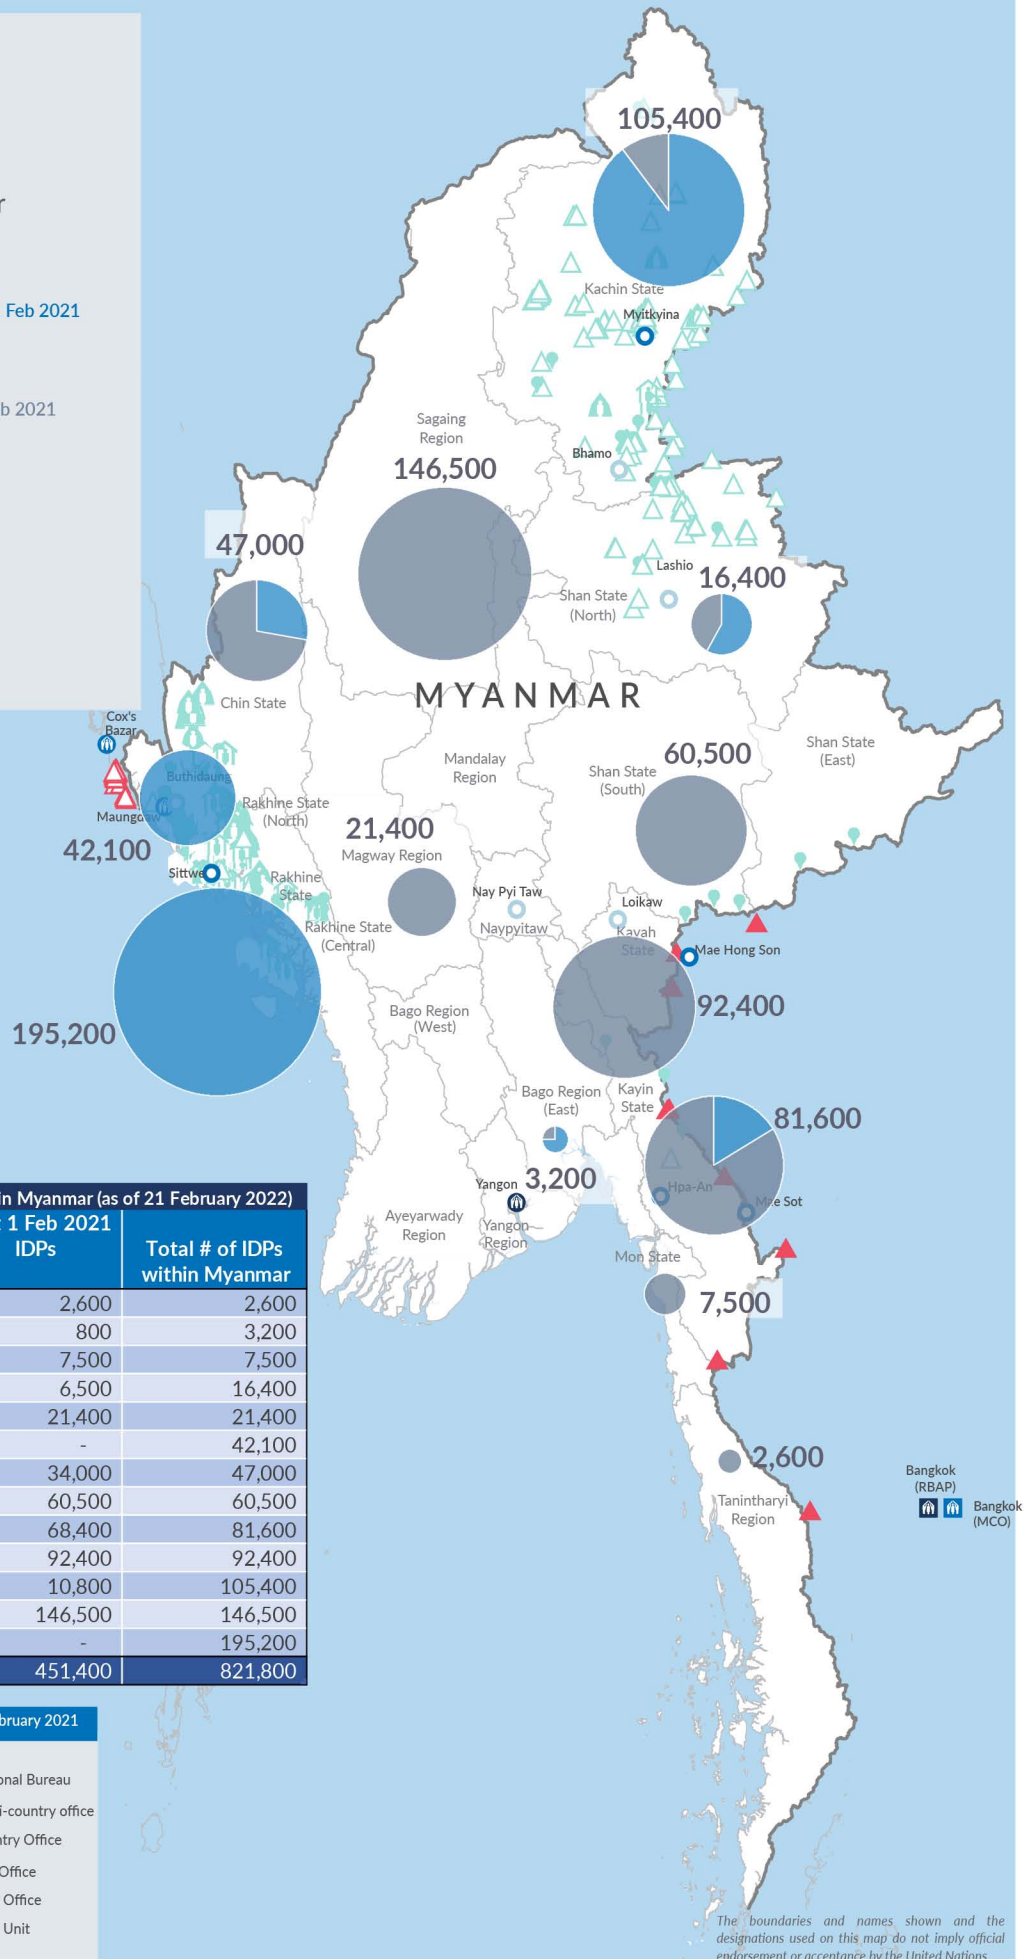 105,400
r
Feb 2021
b 2021
Kachin State
Myitkyina
Sagaing
Region
146,500
Bhamo
47,000
Lashio
16,400
Shan State
(North)
Chin State
MYANMAR
Cox's
Bazar
Mandalay
Region
Shan State
(South)
60,500
Shan State
(East)
Buthidaung
Maungdaw
Rakhine State
(North)
42,100
21,400
Magway Region
Sittwe
Rakhine
State
Nay Pyi Taw
Naypyitaw
Loikaw
Kayah
State
Rakhine State
(Central)
Mae Hong Son
195,200
Bago Region
(West)
92,400
Bago Region
(East)
Kayin
State
81,600
3,200
Yangon
Hpa-An
Mae Sot
Ayeyarwady
Region
Yangon
Region
Mon State
7,500
2,600
Tanintharyi
Region
Bangkok
(RBAP)
Bangkok
(MCO)
in Myanmar (as of 21 February 2022)
1 Feb 2021
IDPs
Total # of IDPs
within Myanmar
2,600 2,600
800 3,200
7,500 7,500
6,500 16,400
21,400 21,400
- 42,100
34,000 47,000
60,500 60,500
68,400 81,600
92,400 92,400
10,800 105,400
146,500 146,500
- 195,200
451,400 821,800
bruary 2021
onal Bureau
i-country office
ntry Office
Office
Office
Unit
The boundaries and names shown and the
designations used on this map do not imply official
endorsement or acceptance by the United Nations